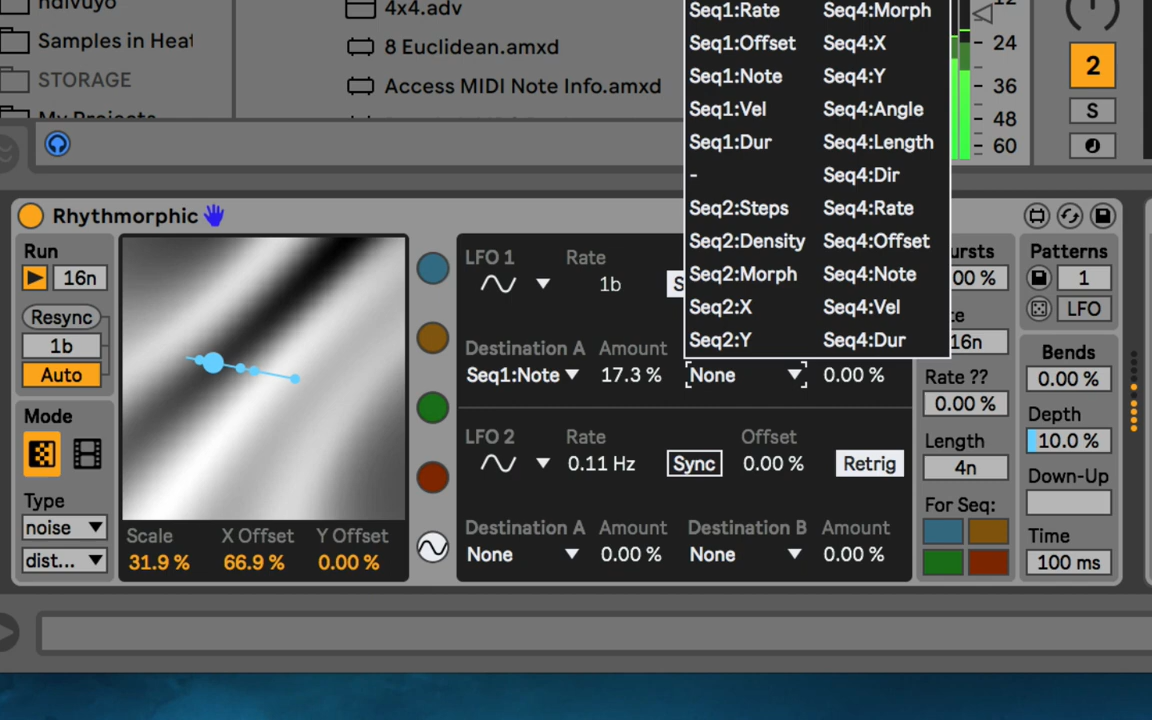 Seq1:Rate
Seq4:Morph
12
ndivuyo
4x4.adv
Samples in Heat
8 Euclidean.amxd
Seq1:Offset
Seq4:X
24
STORAGE
Access MIDI Note Info.amxd
Seq1:Note
Seq4:Y
36
2
My Projects
Seq1:Vel
Seq4:Angle
48
S
Seq1:Dur
Seq4:Length
60
-
Seq4:Dir
Seq2:Steps
Seq4:Rate
Seq2:Density
Seq4:Offset
Seq2:Morph
Seq4:Note
Seq2:X
Seq4:Vel
Seq2:Y
Seq4:Dur
Rhythmorphic
Run
16n
Resync
1b
Auto
Mode
Type
noise
dist...
Scale
X Offset
Y Offset
31.9 %
66.9 %
0.00 %
LFO 1
Rate
1b
S
Destination A
Amount
Seq1:Note
17.3 %
None
0.00 %
LFO 2
Rate
Offset
0.11 Hz
Sync
0.00 %
Retrig
Destination A
Amount
Destination B
Amount
None
0.00 %
None
0.00 %
ursts
00 %
te
16n
Rate ??
0.00 %
Length
4n
For Seq:
Patterns
1
LFO
Bends
0.00 %
Depth
10.0 %
Down-Up
Time
100 ms